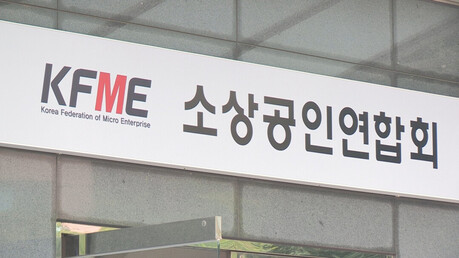 KFME
Korea Federation of Micro Enterprise
소상공인연합회